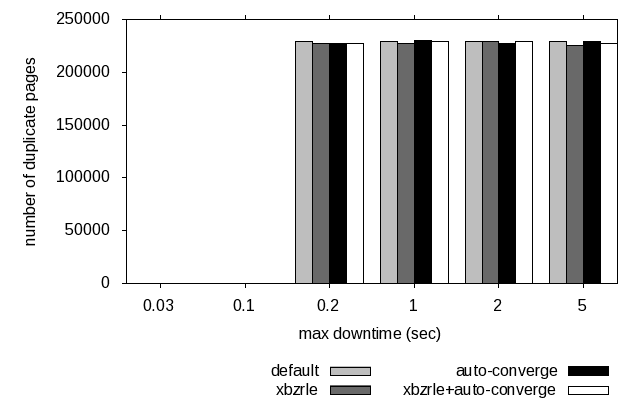 250000
200000
150000
100000
50000
0
number of duplicate pages
0.03 0.1 0.2 1 2 5
max downtime (sec)
default auto-converge
xbzrle xbzrle+auto-converge